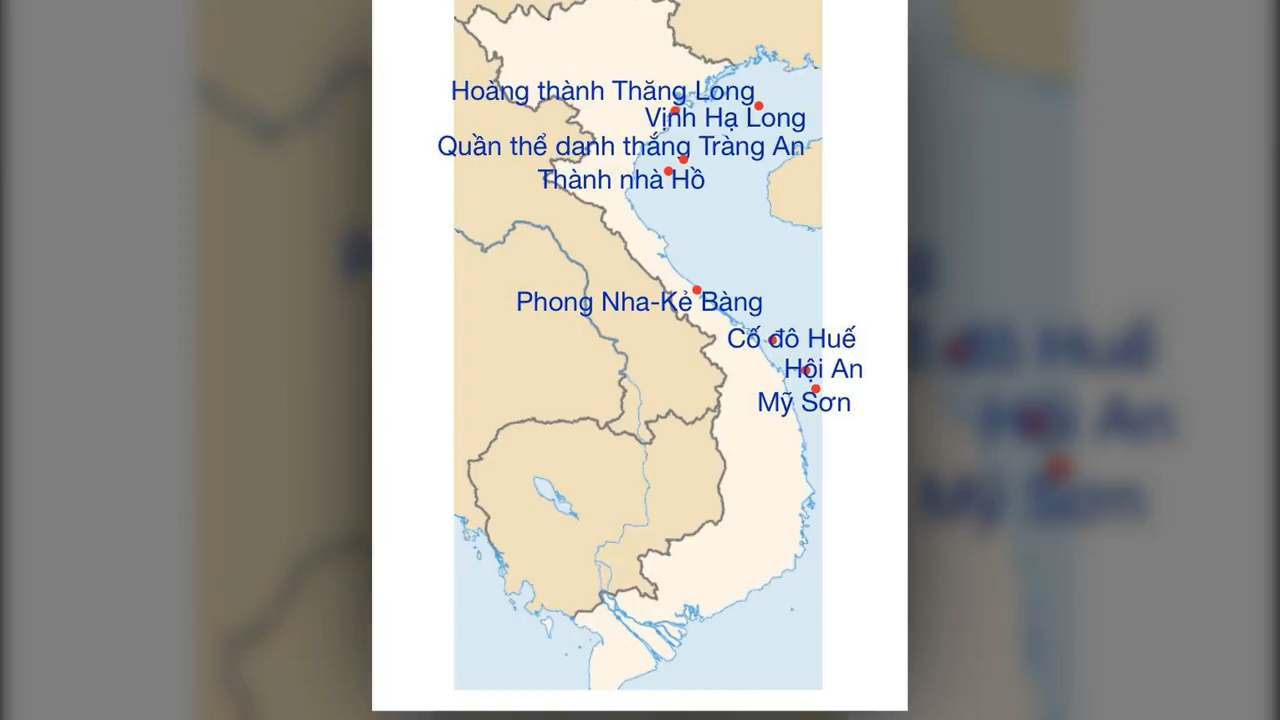 Hoàng thành Thăng Long
Vịnh Hạ Long
Quần thể danh thắng Tràng An
Thành nhà Hồ
Phong Nha-Kẻ Bàng
Cố đô Huế
Hội An
Mỹ Sơn